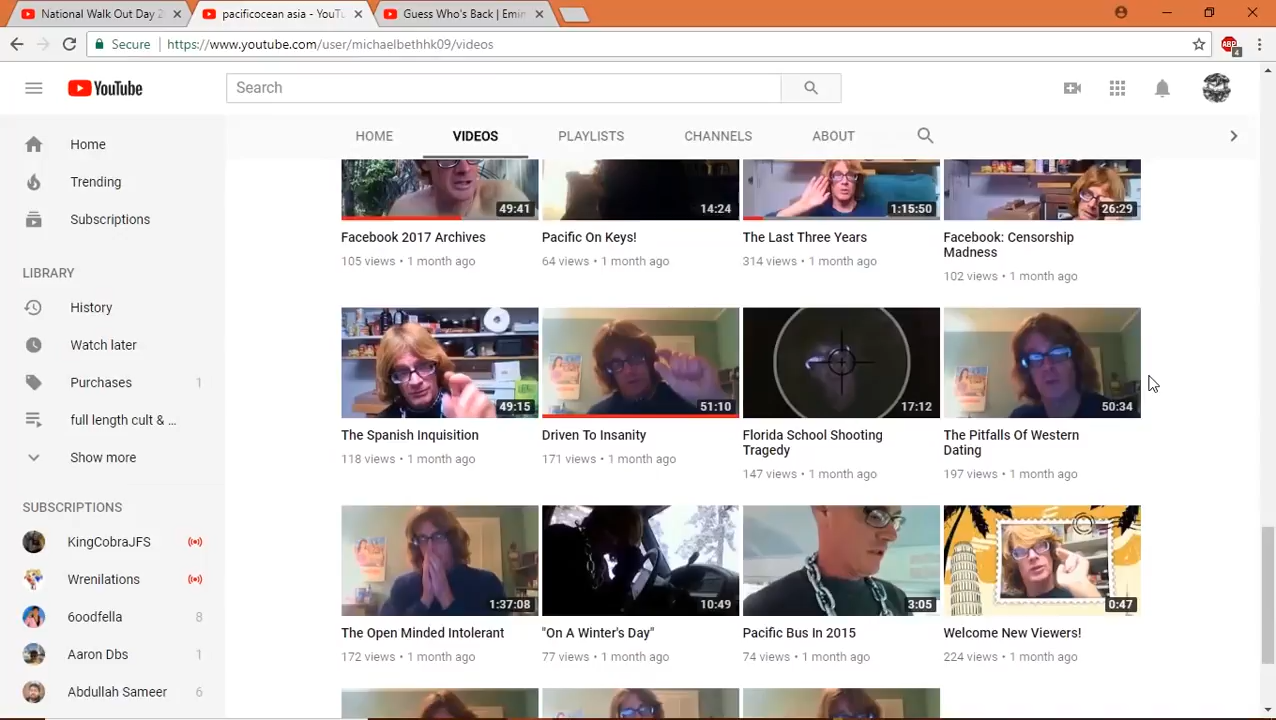 National Walk Out Day 2
pacificocean asia - YouTu
Guess Who's Back | Emin
Secure
https://www.youtube.com/user/michaelbethhk09/videos
ABP
4
YouTube
Search
HOME
VIDEOS
PLAYLISTS
CHANNELS
ABOUT
Home
Trending
Subscriptions
LIBRARY
History
Watch later
Purchases 1
full length cult & ...
Show more
SUBSCRIPTIONS
KingCobraJFS
Wrenilations
6oodfella 8
Aaron Dbs 1
Abdullah Sameer 6
49:41
14:24
1:15:50
26:29
Facebook 2017 Archives
105 views • 1 month ago
Pacific On Keys!
64 views • 1 month ago
The Last Three Years
314 views • 1 month ago
Facebook: Censorship
Madness
102 views • 1 month ago
49:15
51:10
17:12
50:34
The Spanish Inquisition
118 views • 1 month ago
Driven To Insanity
171 views • 1 month ago
Florida School Shooting
Tragedy
147 views • 1 month ago
The Pitfalls Of Western
Dating
197 views • 1 month ago
1:37:08
10:49
3:05
0:47
The Open Minded Intolerant
172 views • 1 month ago
"On A Winter's Day"
77 views • 1 month ago
Pacific Bus In 2015
74 views • 1 month ago
Welcome New Viewers!
224 views • 1 month ago